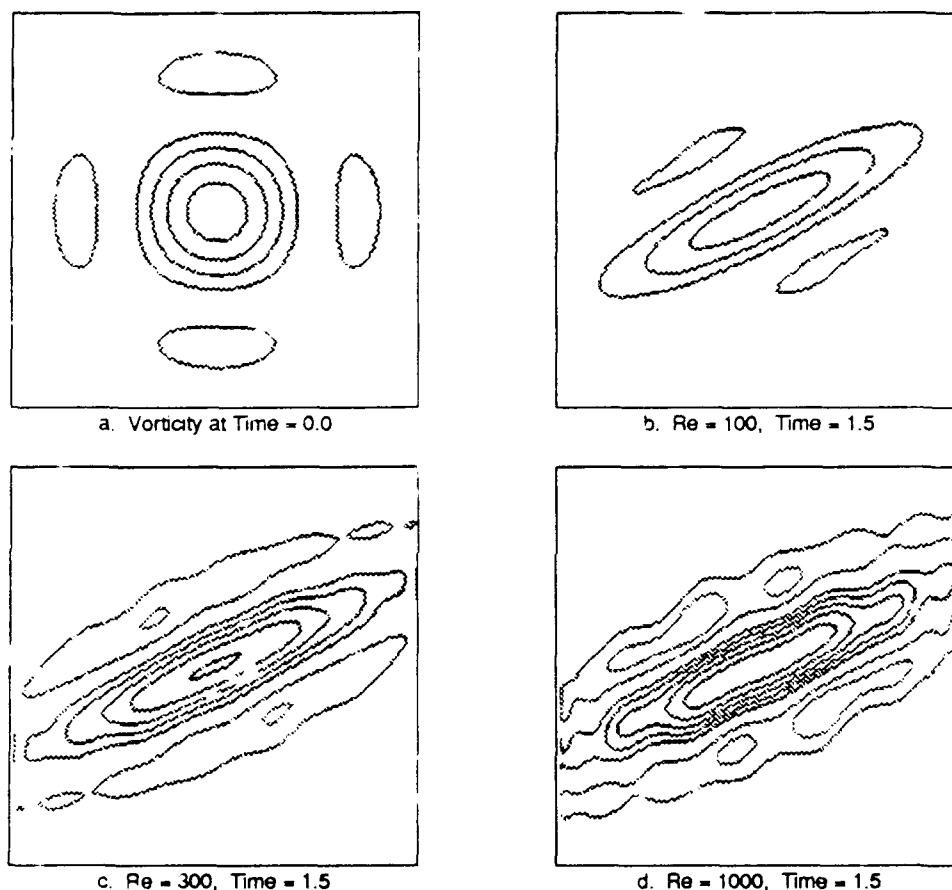 a. Vorticity at Time = 0.0
b. Re = 100, Time = 1.5
c. Re = 300, Time = 1.5
d. Re = 1000, Time = 1.5